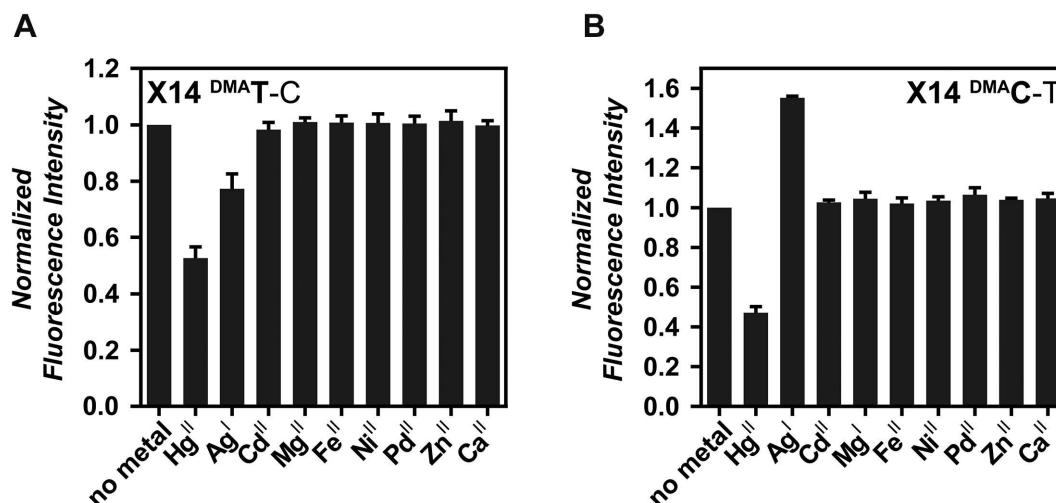 A
Normalized
Fluorescence Intensity
1.2
1.0
0.8
0.6
0.4
0.2
0.0
X14 ᴰᴹᴬT-C
no metal
Hgᴵᴵ
Agᴵ
Cdᴵᴵ
Mgᴵᴵ
Feᴵᴵ
Niᴵᴵ
Pdᴵᴵ
Znᴵᴵ
Caᴵᴵ
B
Normalized
Fluorescence Intensity
1.6
1.4
1.2
1.0
0.8
0.6
0.4
0.2
0.0
X14 ᴰᴹᴬC-T
no metal
Hgᴵᴵ
Agᴵ
Cdᴵᴵ
Mgᴵ
Feᴵᴵ
Niᴵᴵ
Pdᴵᴵ
Znᴵᴵ
Caᴵᴵ